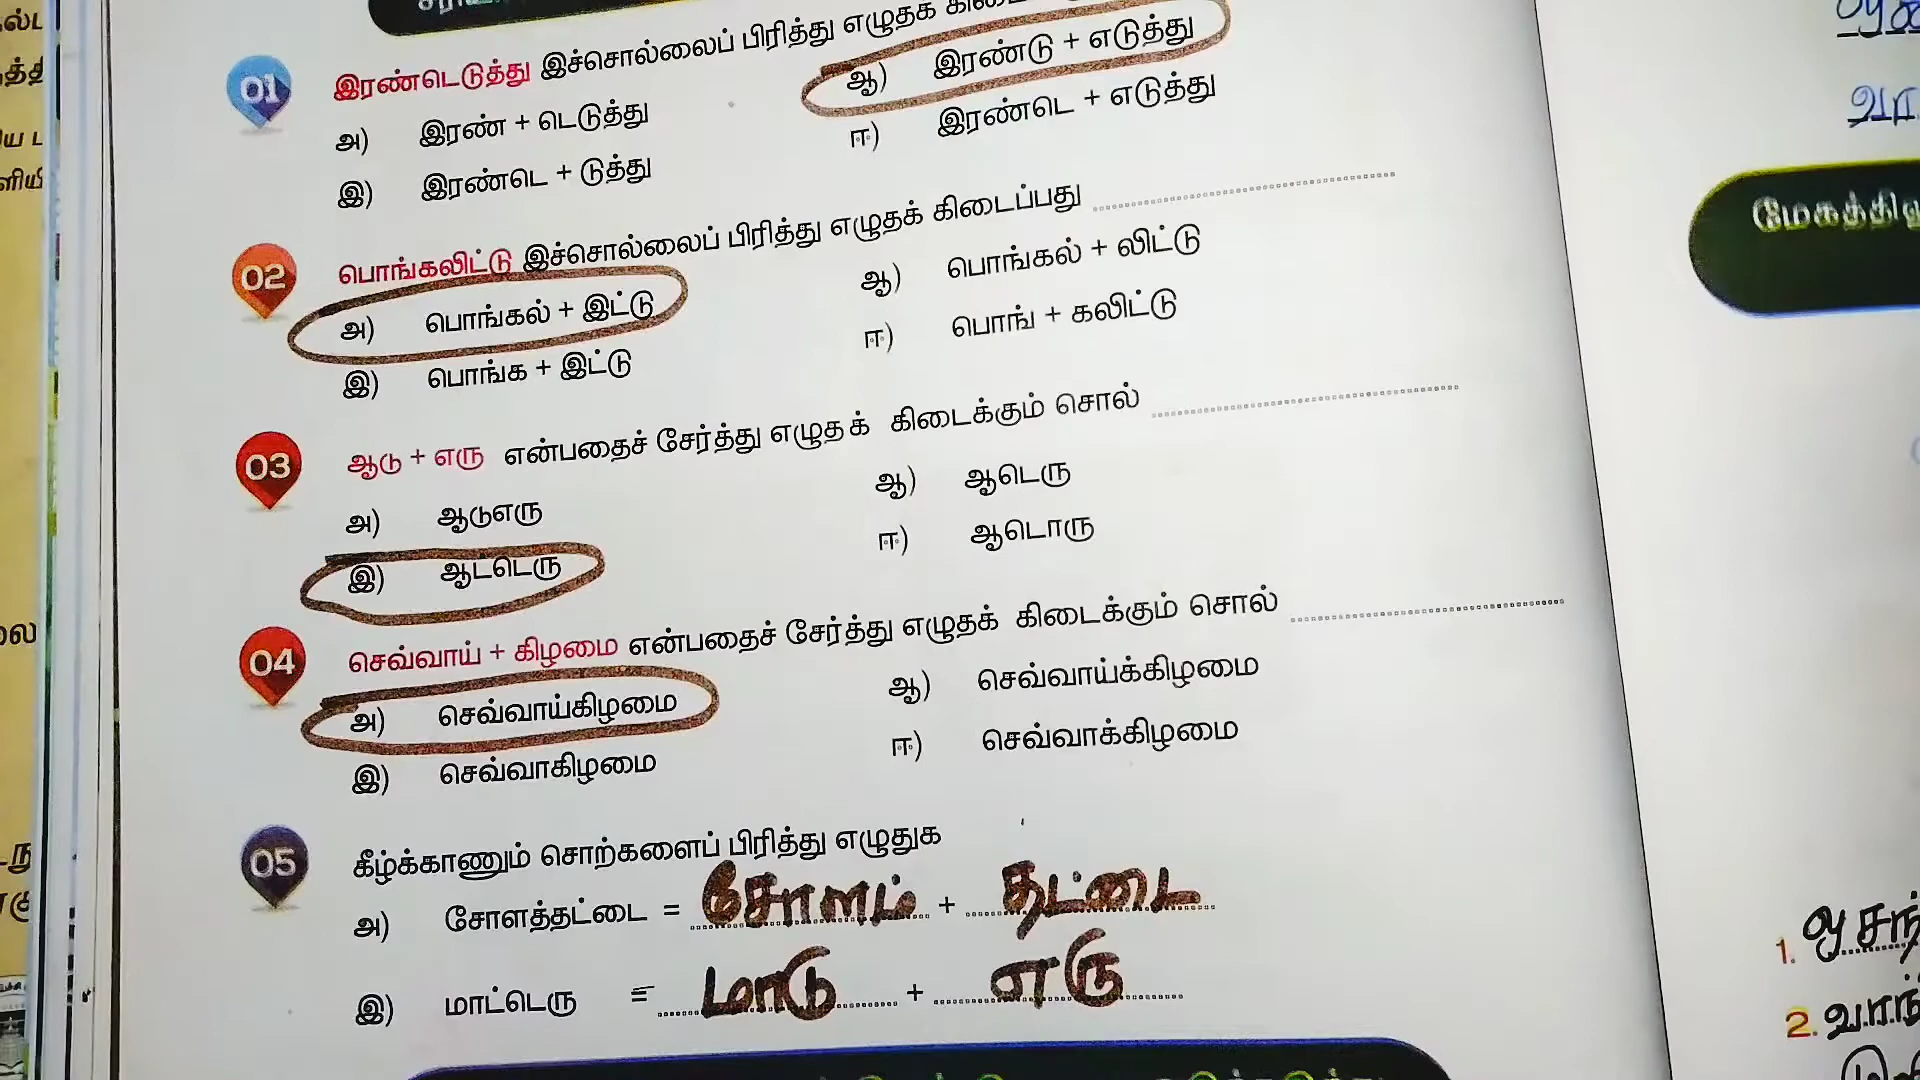 01 இரண்டெடுத்து இச்சொல்லைப் பிரித்து எழுதக்
அ) இரண் + டெடுத்து ஆ) இரண்டு + எடுத்து
இ) இரண்டெ + டுத்து ஈ) இரண்டெ + எடுத்து
02 பொங்கலிட்டு இச்சொல்லைப் பிரித்து எழுதக் கிடைப்பது
அ) பொங்கல் + இட்டு ஆ) பொங்கல் + லிட்டு
இ) பொங்க + இட்டு ஈ) பொங் + கலிட்டு
03 ஆடு + எரு என்பதைச் சேர்த்து எழுதக் கிடைக்கும் சொல்
அ) ஆடுஎரு ஆ) ஆடெரு
இ) ஆட்டெரு ஈ) ஆடொரு
04 செவ்வாய் + கிழமை என்பதைச் சேர்த்து எழுதக் கிடைக்கும் சொல்
அ) செவ்வாய்கிழமை ஆ) செவ்வாய்க்கிழமை
இ) செவ்வாகிழமை ஈ) செவ்வாக்கிழமை
05 கீழ்க்காணும் சொற்களைப் பிரித்து எழுதுக
அ) சோளத்தட்டை = சோளம் + தட்டை
இ) மாட்டெரு = மாடு + எரு
1.
2.